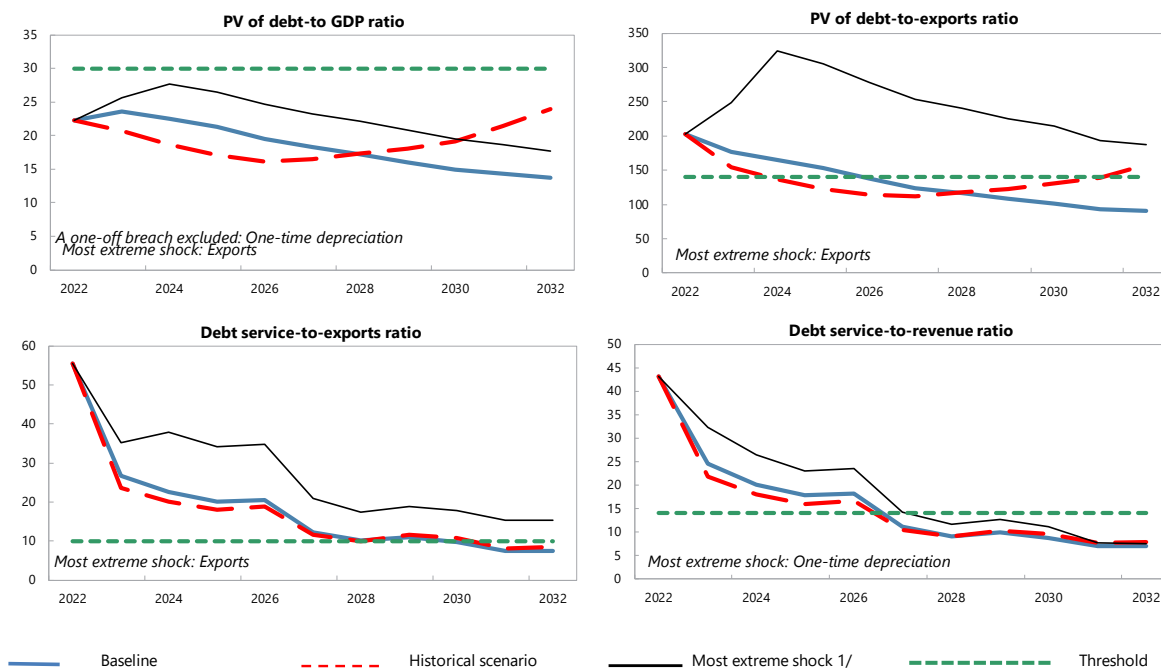 PV of debt-to GDP ratio
35
30
25
20
15
10
5
0
A one-off breach excluded: One-time depreciation
Most extreme shock: Exports
2022 2024 2026 2028 2030 2032
PV of debt-to-exports ratio
350
300
250
200
150
100
50
0
Most extreme shock: Exports
2022 2024 2026 2028 2030 2032
Debt service-to-exports ratio
60
50
40
30
20
10
0
Most extreme shock: Exports
2022 2024 2026 2028 2030 2032
Debt service-to-revenue ratio
50
45
40
35
30
25
20
15
10
5
0
Most extreme shock: One-time depreciation
2022 2024 2026 2028 2030 2032
Baseline Historical scenario Most extreme shock 1/ Threshold